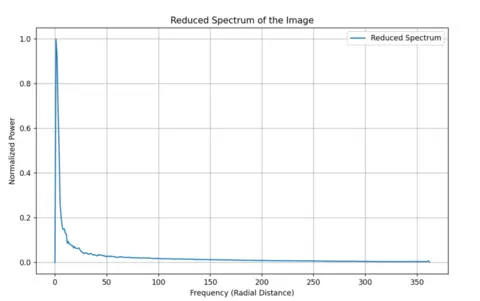 Reduced Spectrum of the Image
Reduced Spectrum
1.0
0.8
0.6
0.4
0.2
0.0
Normalized Power
0 50 100 150 200 250 300 350
Frequency (Radial Distance)